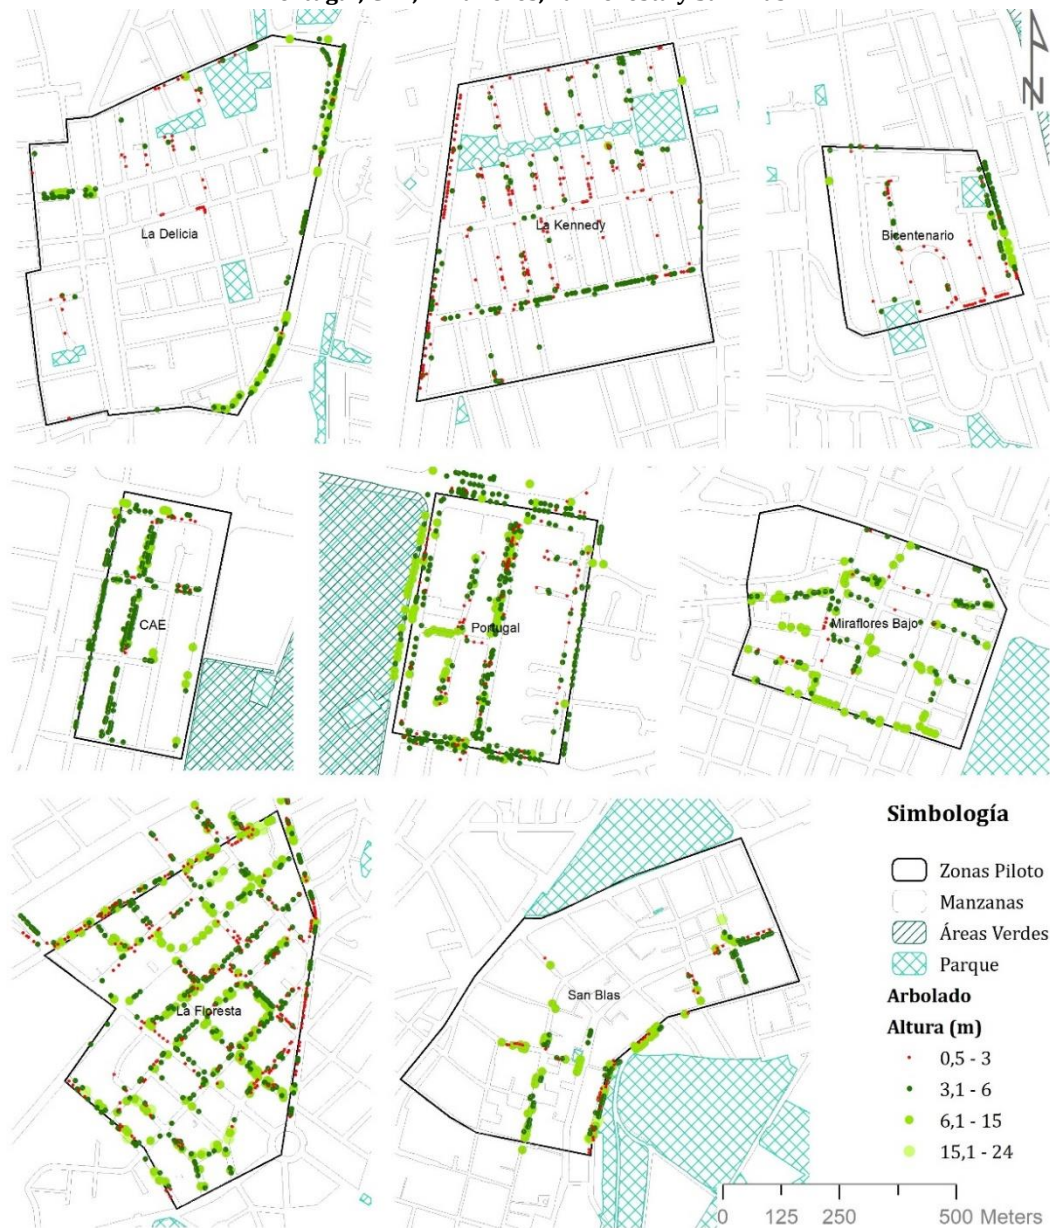 N
La Delicia
La Kennedy
Bicentenario
CAE
Portugal
Miraflores Bajo
La Floresta
San Blas
Simbología
Zonas Piloto
Manzanas
Áreas Verdes
Parque
Arbolado
Altura (m)
0,5 - 3
3,1 - 6
6,1 - 15
15,1 - 24
0 125 250 500 Meters